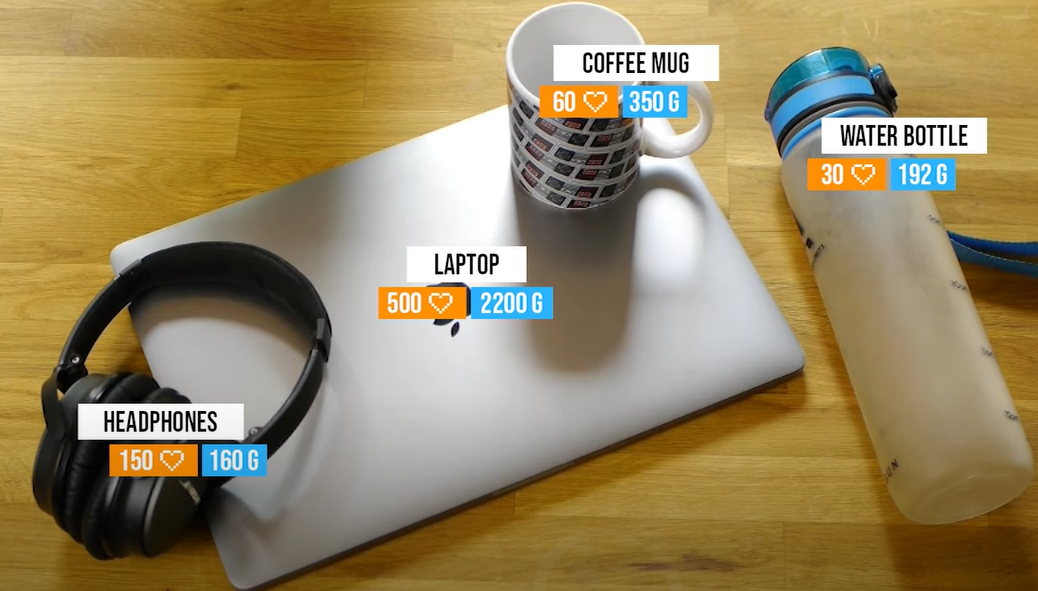 COFFEE MUG
60 350 G
WATER BOTTLE
30 192 G
LAPTOP
500 2200 G
HEADPHONES
150 160 G